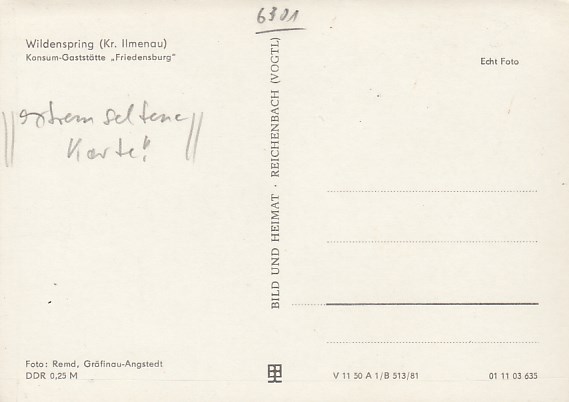 6301
Wildenspring (Kr. Ilmenau)
Konsum-Gaststätte „Friedensburg"
Echt Foto
extrem seltene
Karte!!
BILD UND HEIMAT · REICHENBACH (VOGTL)
Foto: Remd, Gräfinau-Angstedt
DDR 0,25 M
V 11 50 A 1/B 513/81
01 11 03 635